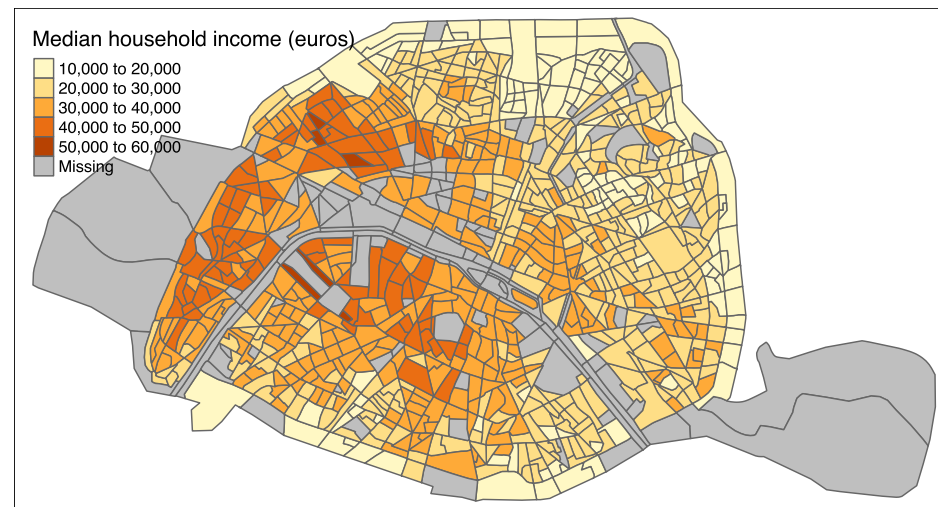 Median household income (euros)
10,000 to 20,000
20,000 to 30,000
30,000 to 40,000
40,000 to 50,000
50,000 to 60,000
Missing